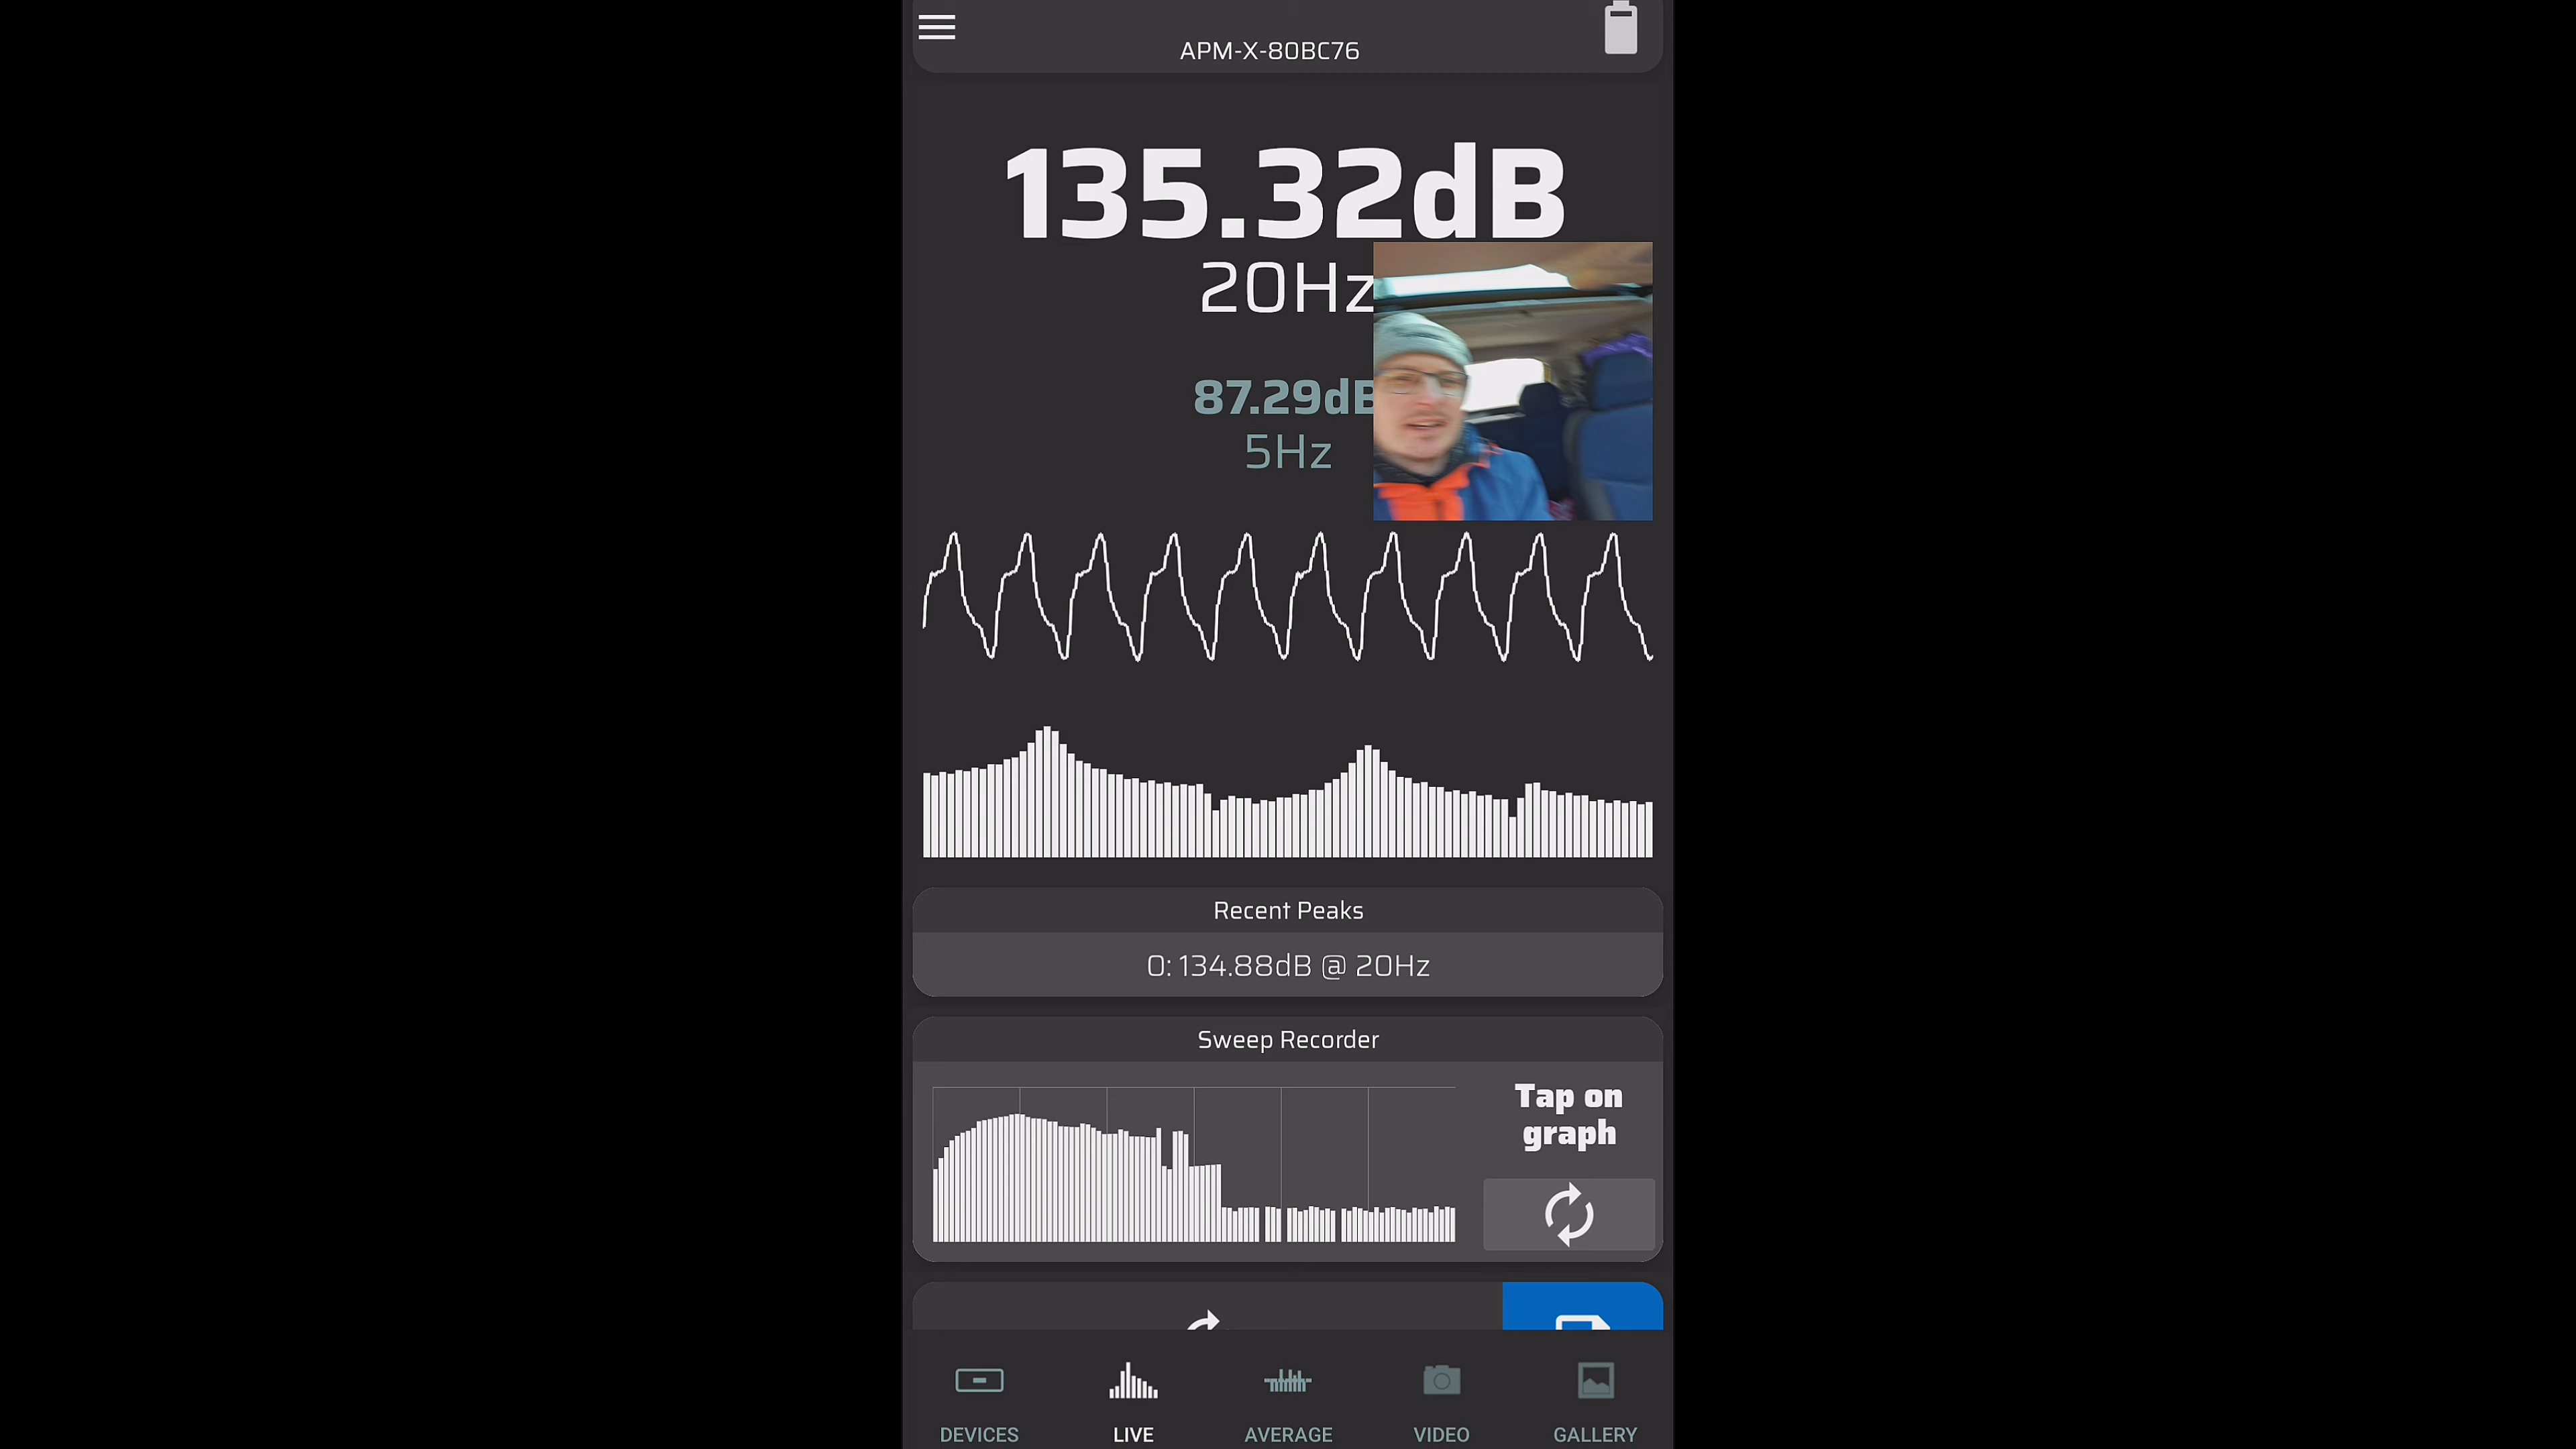 APM-X-80BC76
135.32dB
20Hz
87.29dB
5Hz
Recent Peaks
0: 134.88dB @ 20Hz
Sweep Recorder
Tap on
graph
DEVICES
LIVE
AVERAGE
VIDEO
GALLERY